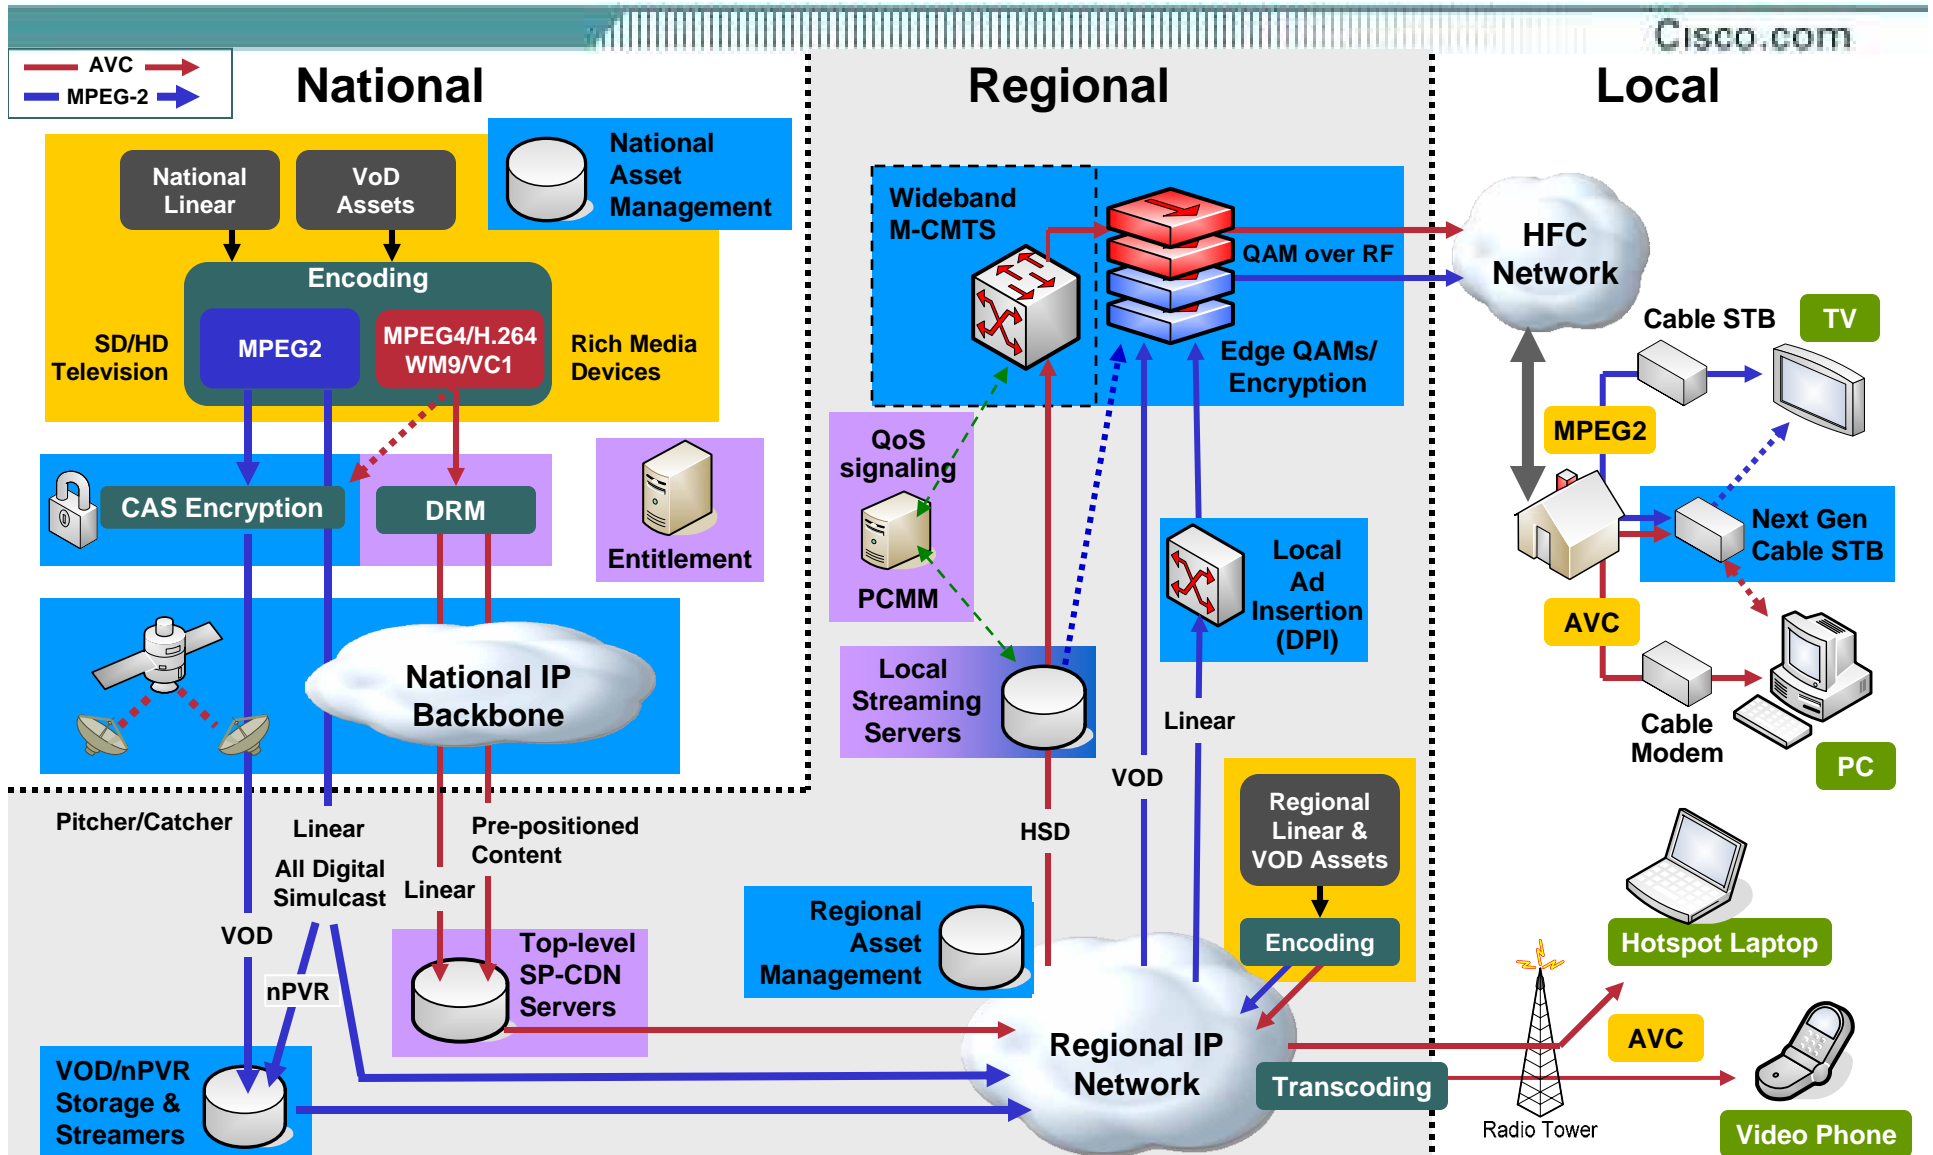 Cisco.com
AVC
MPEG-2
National
Regional
Local
National
Linear
VoD
Assets
National
Asset
Management
Encoding
SD/HD
Television
MPEG2
MPEG4/H.264
WM9/VC1
Rich Media
Devices
CAS Encryption
DRM
Entitlement
National IP
Backbone
Pitcher/Catcher
Linear
All Digital
Simulcast
Linear
Pre-positioned
Content
VOD
nPVR
Top-level
SP-CDN
Servers
VOD/nPVR
Storage &
Streamers
Wideband
M-CMTS
QAM over RF
Edge QAMs/
Encryption
QoS
signaling
PCMM
Local
Ad
Insertion
(DPI)
Local
Streaming
Servers
Linear
VOD
HSD
Regional
Linear &
VOD Assets
Encoding
Regional
Asset
Management
Regional IP
Network
Transcoding
HFC
Network
Cable STB
TV
MPEG2
Next Gen
Cable STB
AVC
Cable
Modem
PC
Hotspot Laptop
AVC
Radio Tower
Video Phone